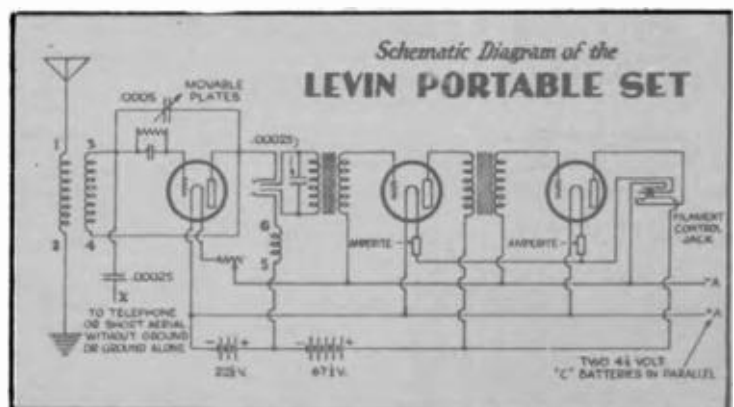 Schematic Diagram of the
LEVIN PORTABLE SET
MOVABLE
PLATES
.0005
.00025
1
3
2
4
6
5
.00025
X
TO TELEPHONE
OR SHORT AERIAL
WITHOUT GROUND
OR GROUND ALONE
AMPERITE
AMPERITE
FILAMENT
CONTROL
JACK
- +
22½ V.
- +
67½ V.
TWO 4½ VOLT
"C" BATTERIES IN PARALLEL